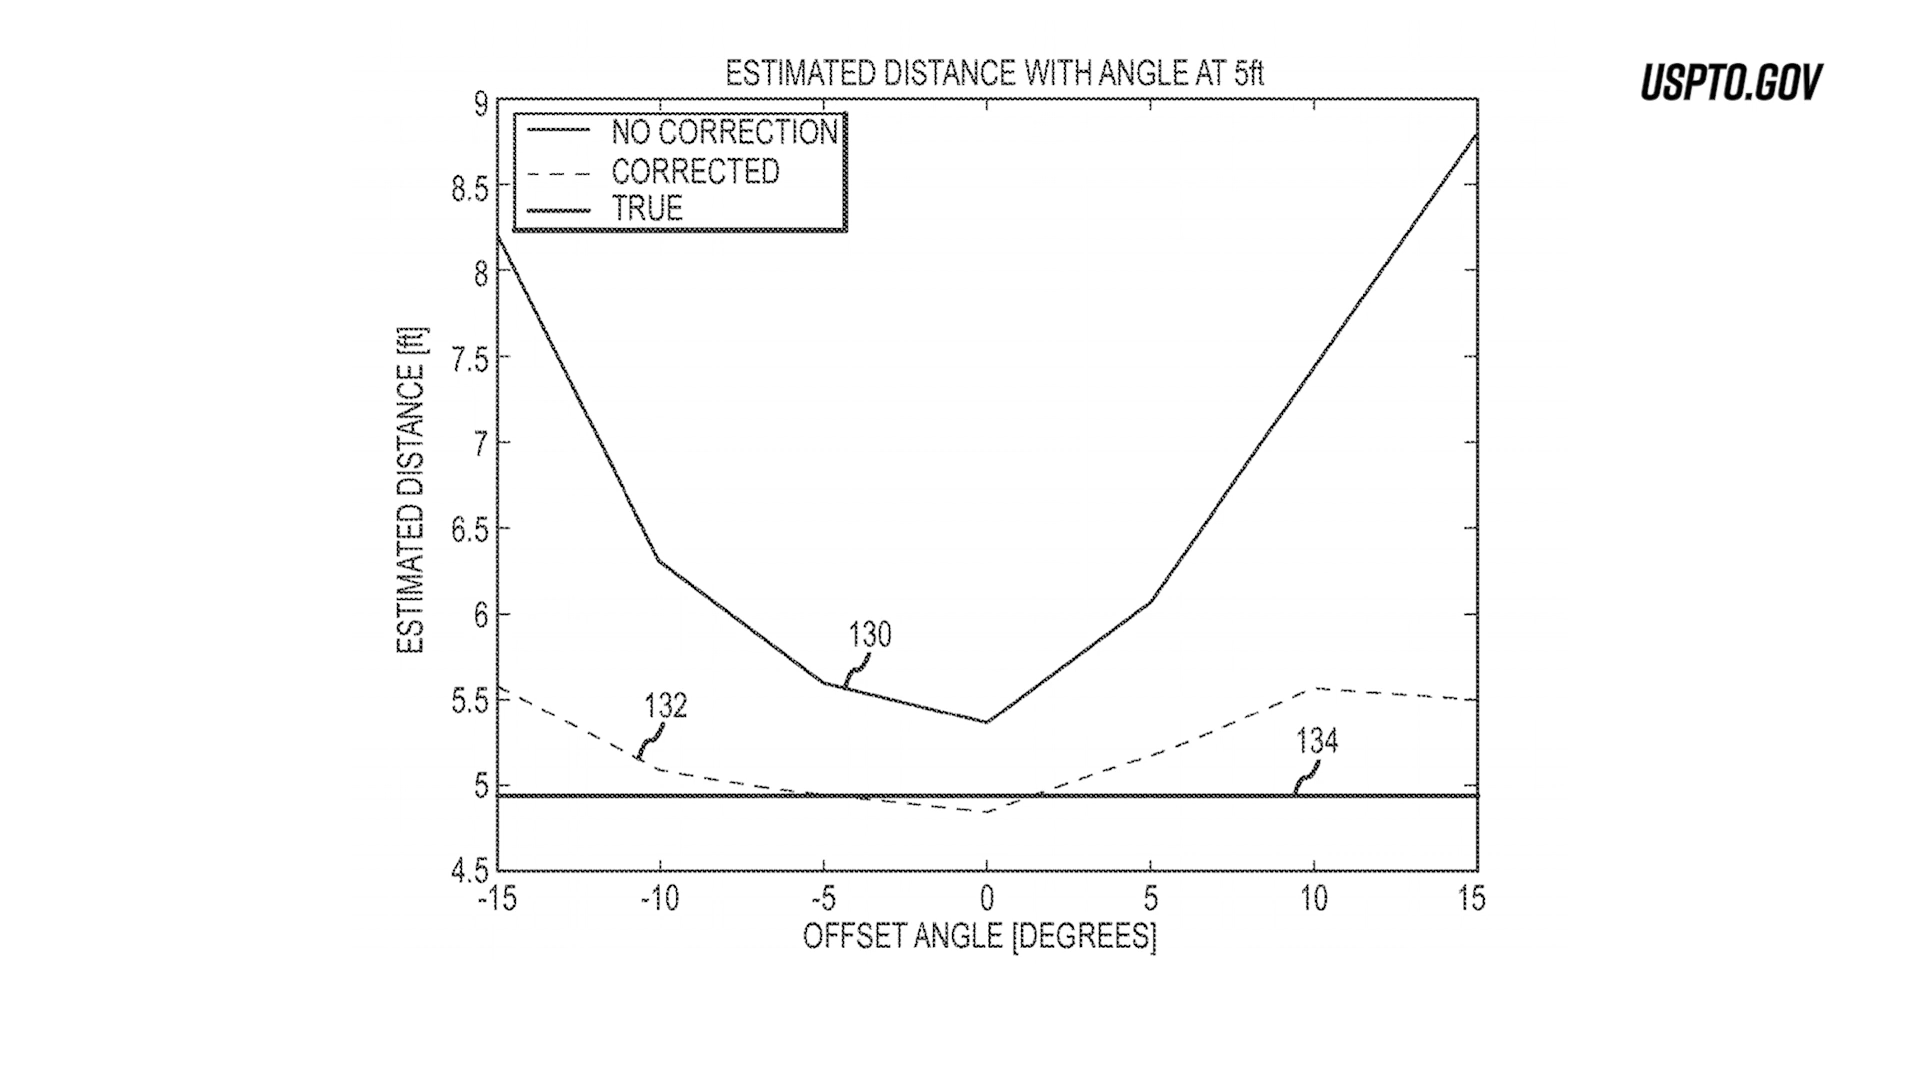 USPTO.GOV
ESTIMATED DISTANCE WITH ANGLE AT 5ft
NO CORRECTION
CORRECTED
TRUE
ESTIMATED DISTANCE [ft]
9
8.5
8
7.5
7
6.5
6
5.5
5
4.5
130
132
134
-15 -10 -5 0 5 10 15
OFFSET ANGLE [DEGREES]